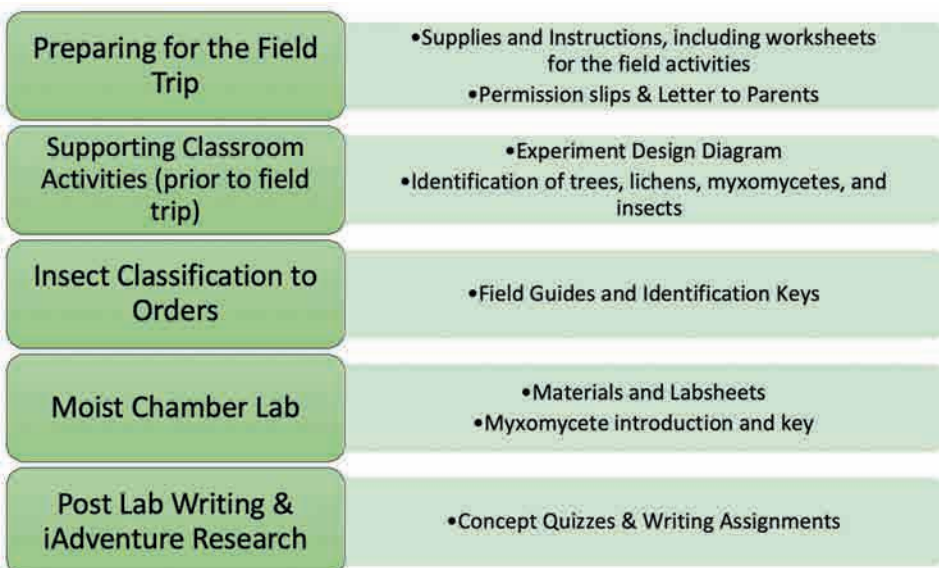 Preparing for the Field
Trip
•Supplies and Instructions, including worksheets
for the field activities
•Permission slips & Letter to Parents
Supporting Classroom
Activities (prior to field
trip)
•Experiment Design Diagram
•Identification of trees, lichens, myxomycetes, and
insects
Insect Classification to
Orders
•Field Guides and Identification Keys
Moist Chamber Lab
•Materials and Labsheets
•Myxomycete introduction and key
Post Lab Writing &
iAdventure Research
•Concept Quizzes & Writing Assignments